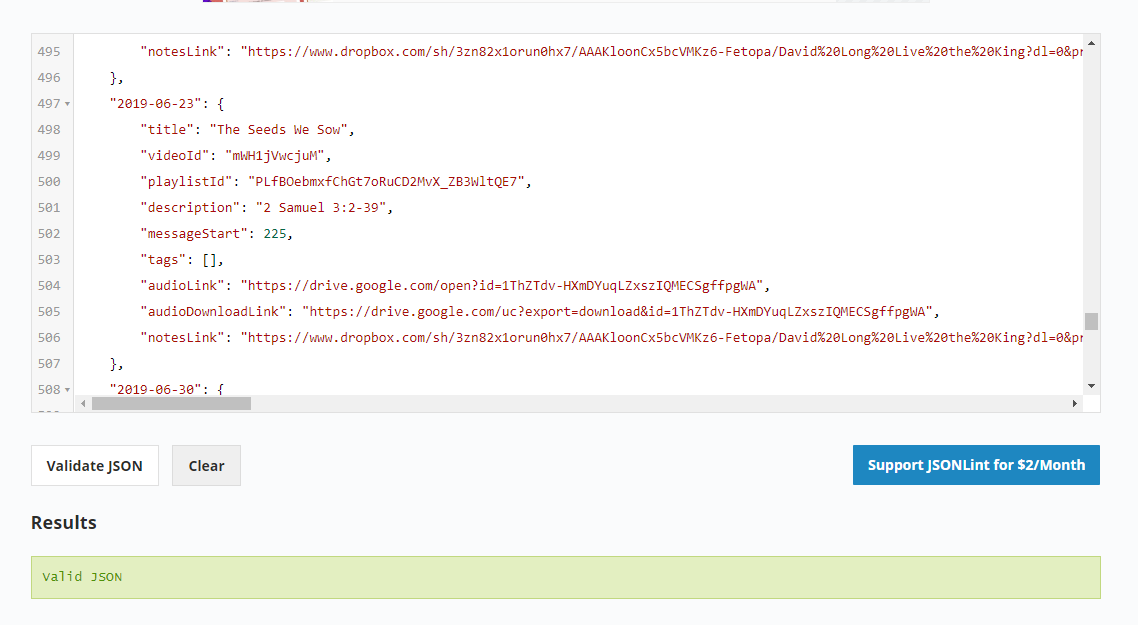 495 "notesLink": "https://www.dropbox.com/sh/3zn82x1orun0hx7/AAAKloonCx5bcVMKz6-Fetopa/David%20Long%20Live%20the%20King?dl=0&pr
496 },
497 "2019-06-23": {
498 "title": "The Seeds We Sow",
499 "videoId": "mWH1jVwcjuM",
500 "playlistId": "PLfBOebmxfChGt7oRuCD2MvX_ZB3WltQE7",
501 "description": "2 Samuel 3:2-39",
502 "messageStart": 225,
503 "tags": [],
504 "audioLink": "https://drive.google.com/open?id=1ThZTdv-HXmDYuqLZxszIQMECSgffpgWA",
505 "audioDownloadLink": "https://drive.google.com/uc?export=download&id=1ThZTdv-HXmDYuqLZxszIQMECSgffpgWA",
506 "notesLink": "https://www.dropbox.com/sh/3zn82x1orun0hx7/AAAKloonCx5bcVMKz6-Fetopa/David%20Long%20Live%20the%20King?dl=0&pr
507 },
508 "2019-06-30": {
Validate JSON Clear Support JSONLint for $2/Month
Results
Valid JSON